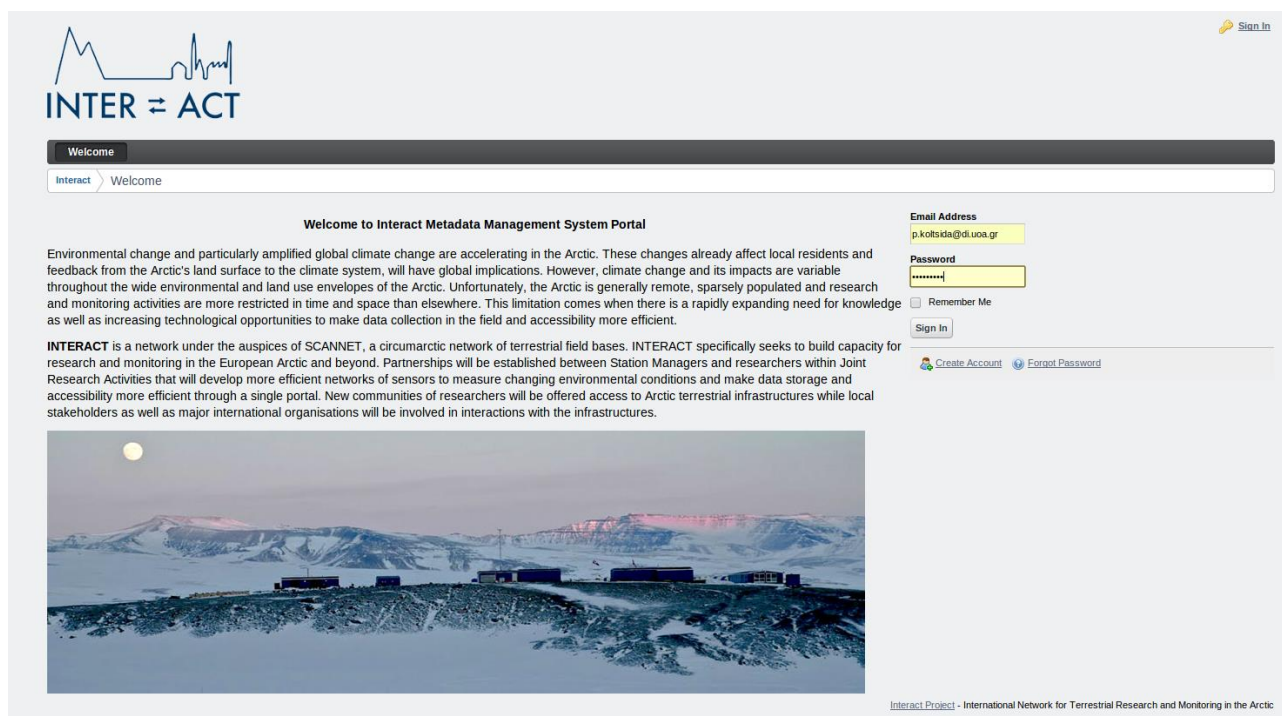 Sign In
INTER ⇄ ACT
Welcome
Interact Welcome
Welcome to Interact Metadata Management System Portal
Environmental change and particularly amplified global climate change are accelerating in the Arctic. These changes already affect local residents and
feedback from the Arctic's land surface to the climate system, will have global implications. However, climate change and its impacts are variable
throughout the wide environmental and land use envelopes of the Arctic. Unfortunately, the Arctic is generally remote, sparsely populated and research
and monitoring activities are more restricted in time and space than elsewhere. This limitation comes when there is a rapidly expanding need for knowledge
as well as increasing technological opportunities to make data collection in the field and accessibility more efficient.
INTERACT is a network under the auspices of SCANNET, a circumarctic network of terrestrial field bases. INTERACT specifically seeks to build capacity for
research and monitoring in the European Arctic and beyond. Partnerships will be established between Station Managers and researchers within Joint
Research Activities that will develop more efficient networks of sensors to measure changing environmental conditions and make data storage and
accessibility more efficient through a single portal. New communities of researchers will be offered access to Arctic terrestrial infrastructures while local
stakeholders as well as major international organisations will be involved in interactions with the infrastructures.
Email Address
p.koltsida@di.uoa.gr
Password
•••••••••
Remember Me
Sign In
Create Account Forgot Password
Interact Project - International Network for Terrestrial Research and Monitoring in the Arctic